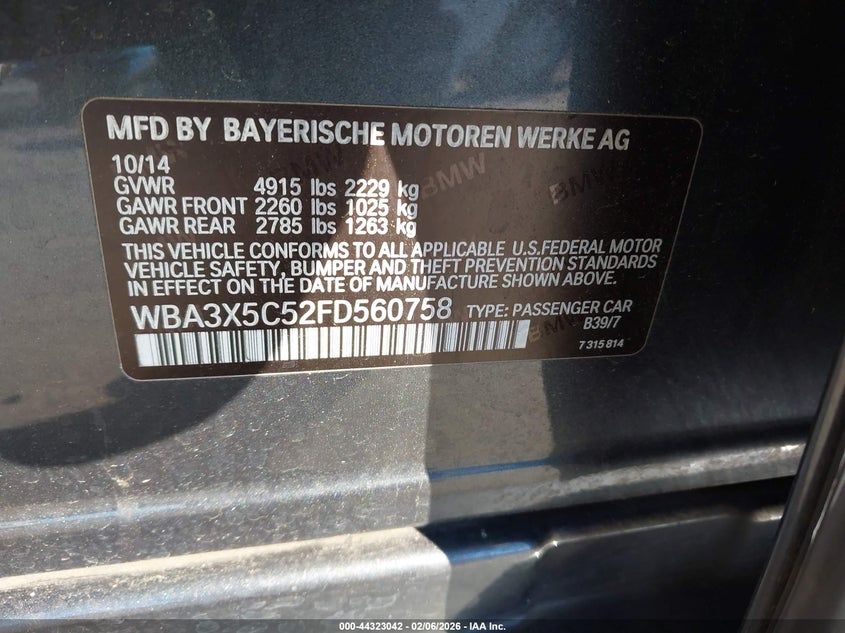 MFD BY BAYERISCHE MOTOREN WERKE AG
10/14
GVWR 4915 lbs 2229 kg
GAWR FRONT 2260 lbs 1025 kg
GAWR REAR 2785 lbs 1263 kg
THIS VEHICLE CONFORMS TO ALL APPLICABLE U.S.FEDERAL MOTOR
VEHICLE SAFETY, BUMPER AND THEFT PREVENTION STANDARDS
IN EFFECT ON THE DATE OF MANUFACTURE SHOWN ABOVE.
WBA3X5C52FD560758 TYPE: PASSENGER CAR
B39/7
7 315 814
BMW
BMW
BMW
000-44323042 | 02/06/2026 | IAA Inc.